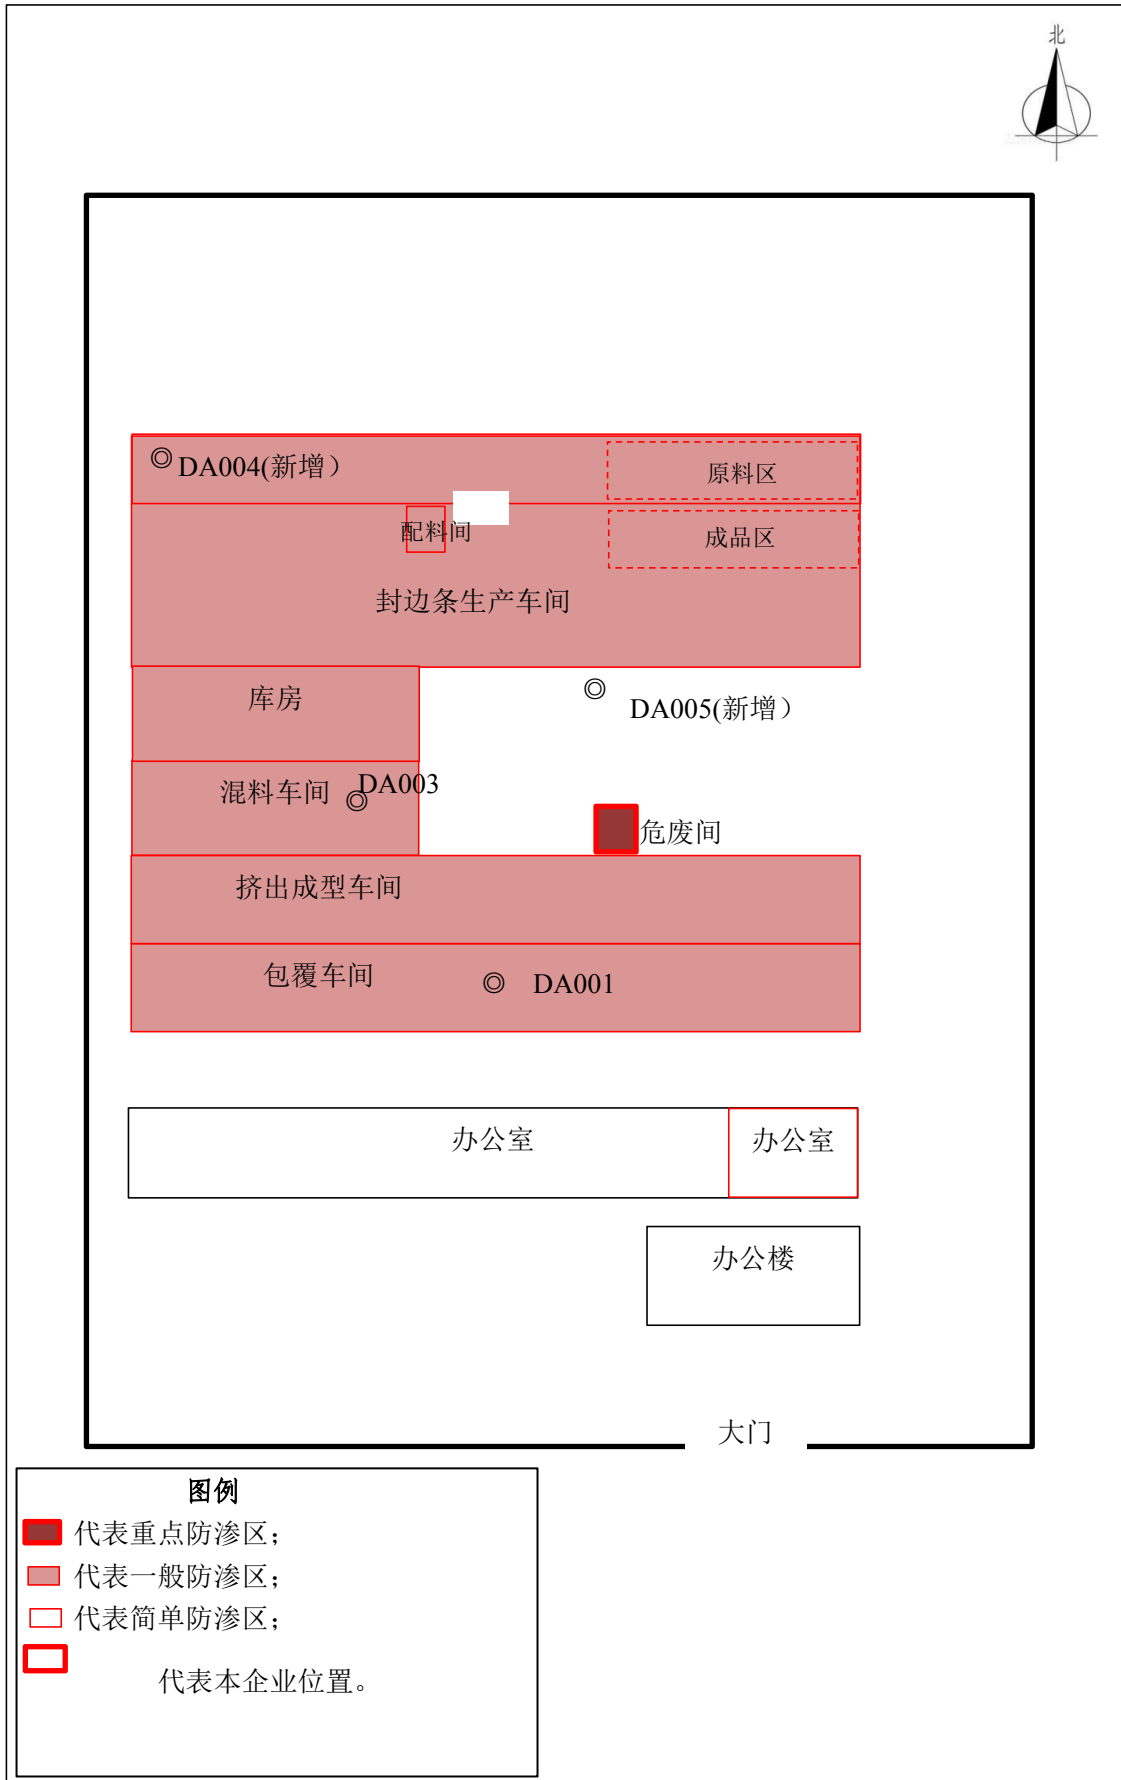 北
DA004(新增）
原料区
配料间
成品区
封边条生产车间
库房
DA005(新增）
混料车间
DA003
危废间
挤出成型车间
包覆车间
DA001
办公室
办公室
办公楼
大门
图例
代表重点防渗区；
代表一般防渗区；
代表简单防渗区；
代表本企业位置。